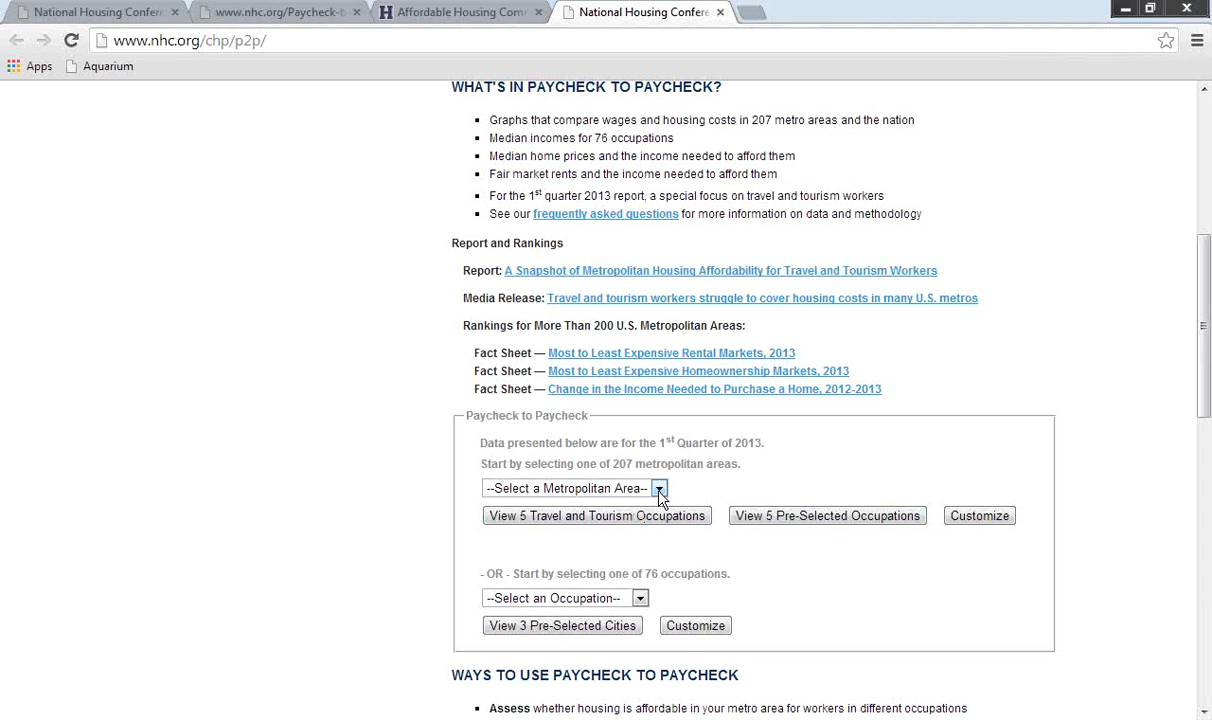 National Housing Confere
www.nhc.org/Paycheck-t
Affordable Housing Com
National Housing Confere
www.nhc.org/chp/p2p/
Apps
Aquarium
WHAT'S IN PAYCHECK TO PAYCHECK?
Graphs that compare wages and housing costs in 207 metro areas and the nation
Median incomes for 76 occupations
Median home prices and the income needed to afford them
Fair market rents and the income needed to afford them
For the 1st quarter 2013 report, a special focus on travel and tourism workers
See our frequently asked questions for more information on data and methodology
Report and Rankings
Report: A Snapshot of Metropolitan Housing Affordability for Travel and Tourism Workers
Media Release: Travel and tourism workers struggle to cover housing costs in many U.S. metros
Rankings for More Than 200 U.S. Metropolitan Areas:
Fact Sheet — Most to Least Expensive Rental Markets, 2013
Fact Sheet — Most to Least Expensive Homeownership Markets, 2013
Fact Sheet — Change in the Income Needed to Purchase a Home, 2012-2013
Paycheck to Paycheck
Data presented below are for the 1st Quarter of 2013.
Start by selecting one of 207 metropolitan areas.
--Select a Metropolitan Area--
View 5 Travel and Tourism Occupations View 5 Pre-Selected Occupations Customize
- OR - Start by selecting one of 76 occupations.
--Select an Occupation--
View 3 Pre-Selected Cities Customize
WAYS TO USE PAYCHECK TO PAYCHECK
Assess whether housing is affordable in your metro area for workers in different occupations